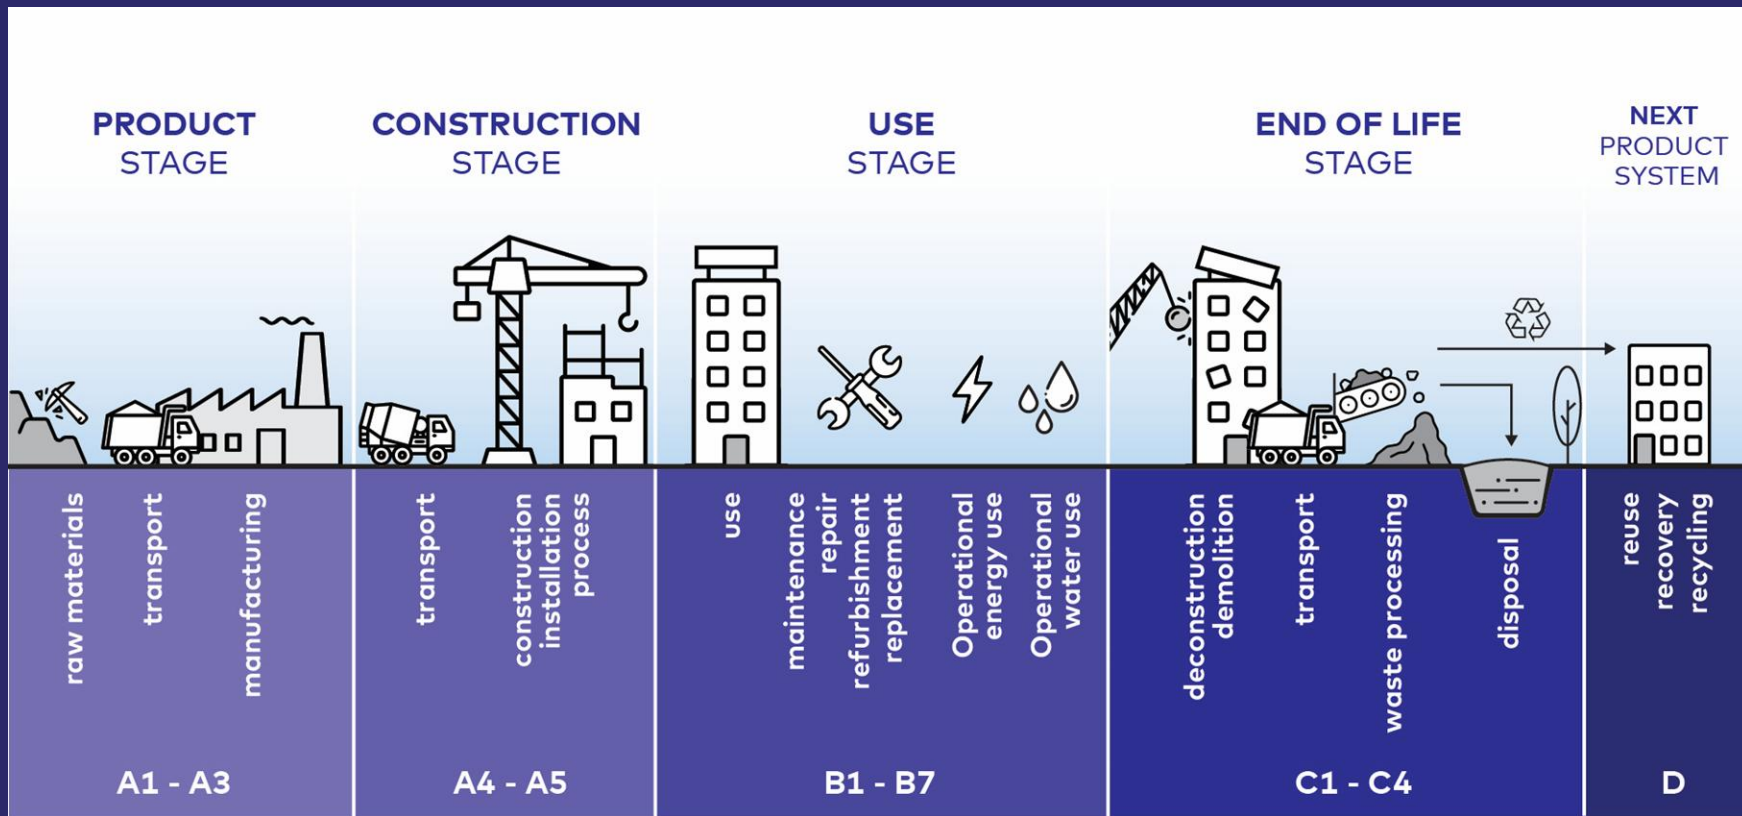 PRODUCT
STAGE
CONSTRUCTION
STAGE
USE
STAGE
END OF LIFE
STAGE
NEXT
PRODUCT
SYSTEM
raw materials
transport
manufacturing
transport
construction
installation
process
use
maintenance
repair
refurbishment
replacement
Operational
energy use
Operational
water use
deconstruction
demolition
transport
waste processing
disposal
reuse
recovery
recycling
A1 - A3
A4 - A5
B1 - B7
C1 - C4
D